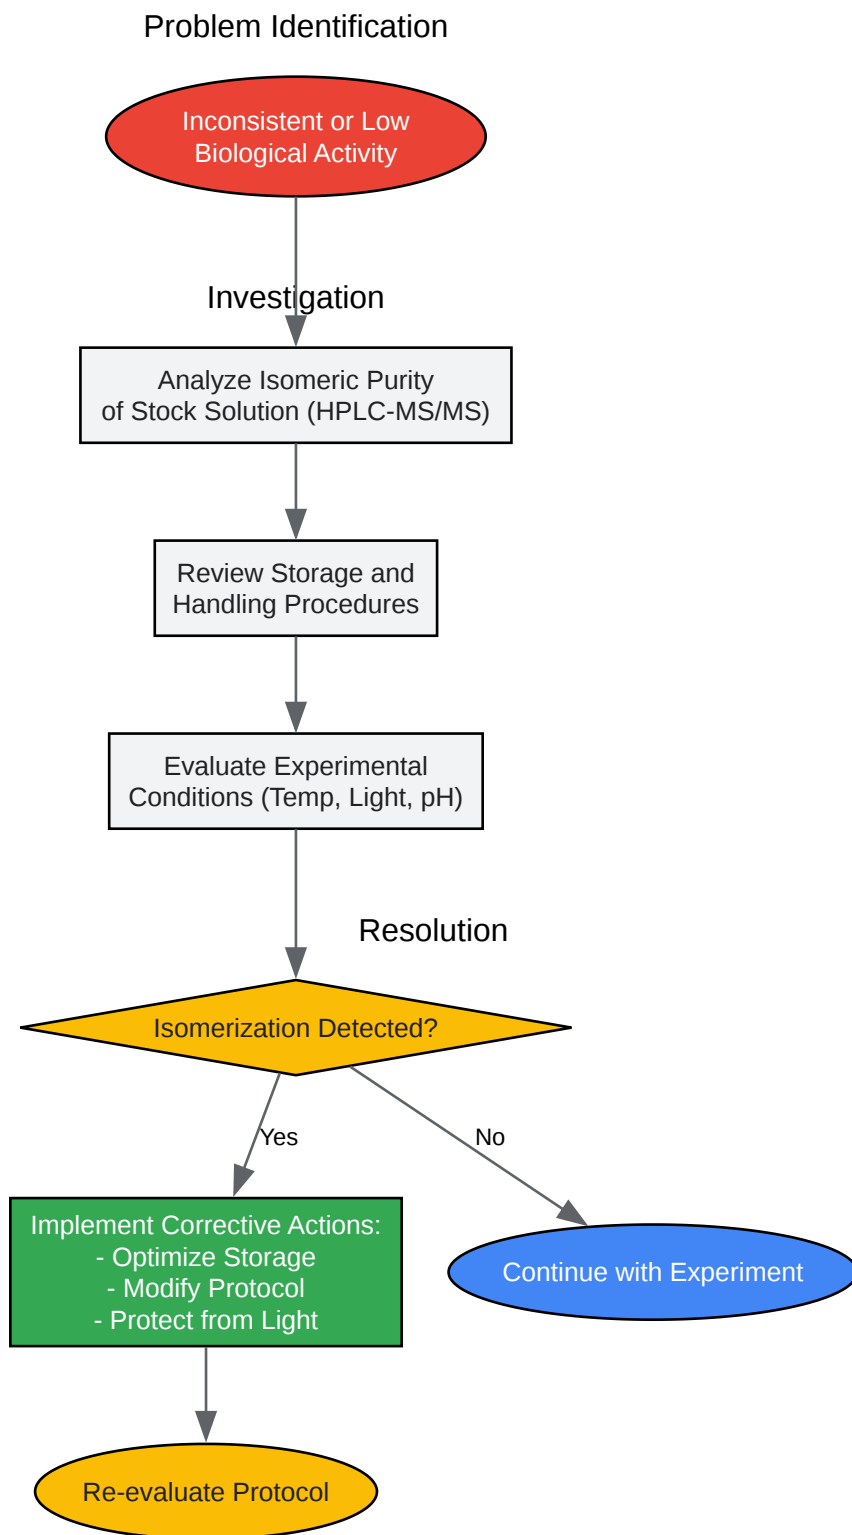 Problem Identification
Inconsistent or Low
Biological Activity
Investigation
Analyze Isomeric Purity
of Stock Solution (HPLC-MS/MS)
Review Storage and
Handling Procedures
Evaluate Experimental
Conditions (Temp, Light, pH)
Resolution
Isomerization Detected?
Yes
No
Implement Corrective Actions:
- Optimize Storage
- Modify Protocol
- Protect from Light
Continue with Experiment
Re-evaluate Protocol